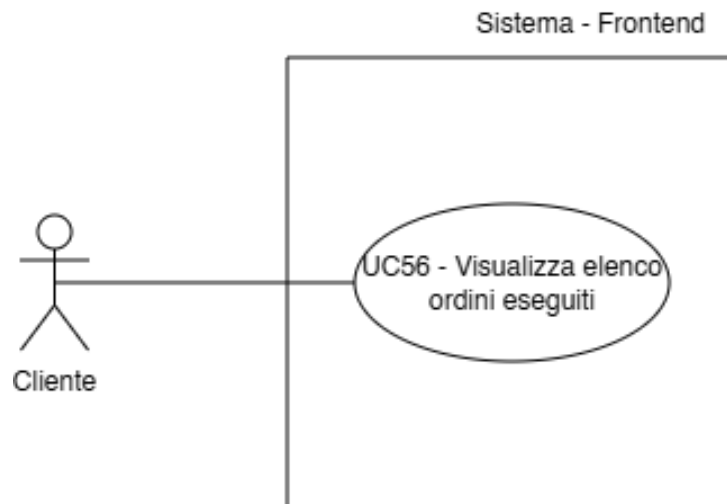 Sistema - Frontend
UC56 - Visualizza elenco
ordini eseguiti
Cliente